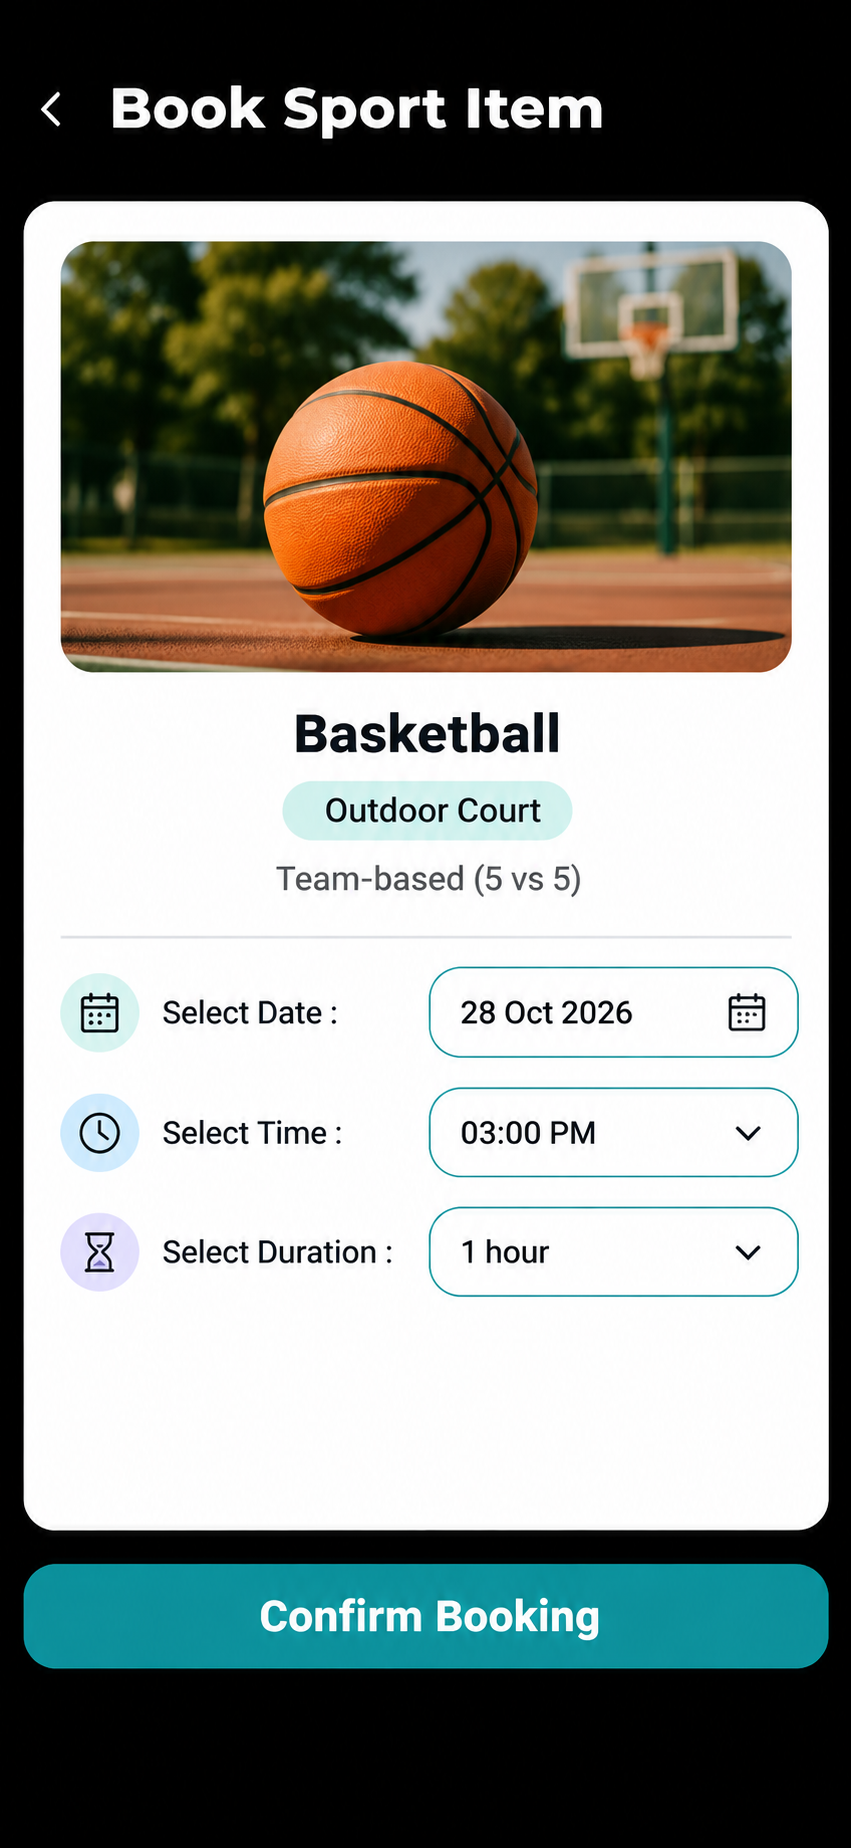 Book Sport Item
Basketball
Outdoor Court
Team-based (5 vs 5)
Select Date :
28 Oct 2026
Select Time :
03:00 PM
Select Duration :
1 hour
Confirm Booking